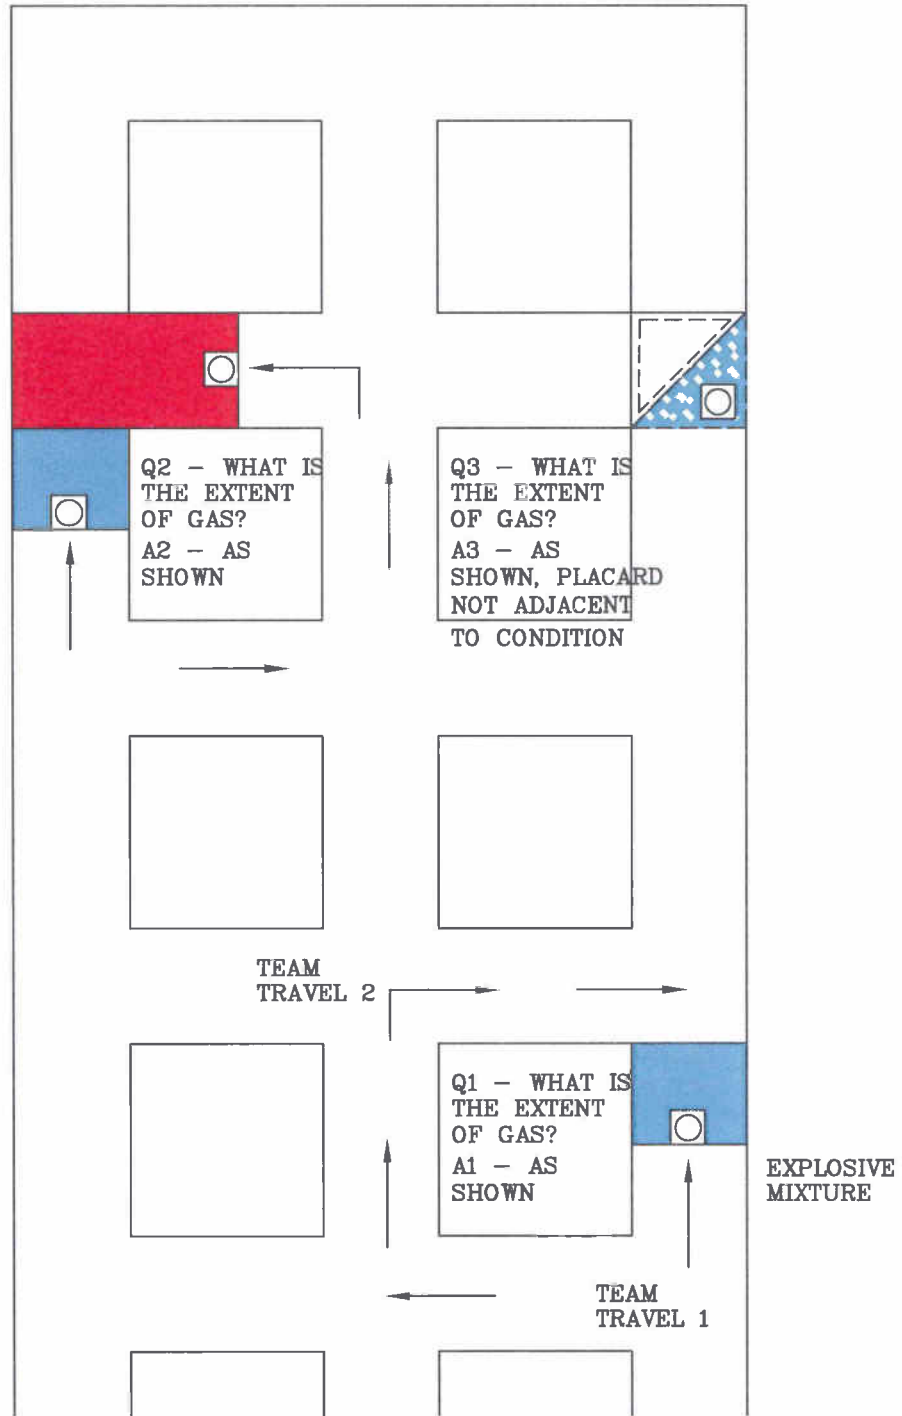 Q2 - WHAT IS
THE EXTENT
OF GAS?
A2 - AS
SHOWN
Q3 - WHAT IS
THE EXTENT
OF GAS?
A3 - AS
SHOWN, PLACARD
NOT ADJACENT
TO CONDITION
TEAM
TRAVEL 2
Q1 - WHAT IS
THE EXTENT
OF GAS?
A1 - AS
SHOWN
EXPLOSIVE
MIXTURE
TEAM
TRAVEL 1